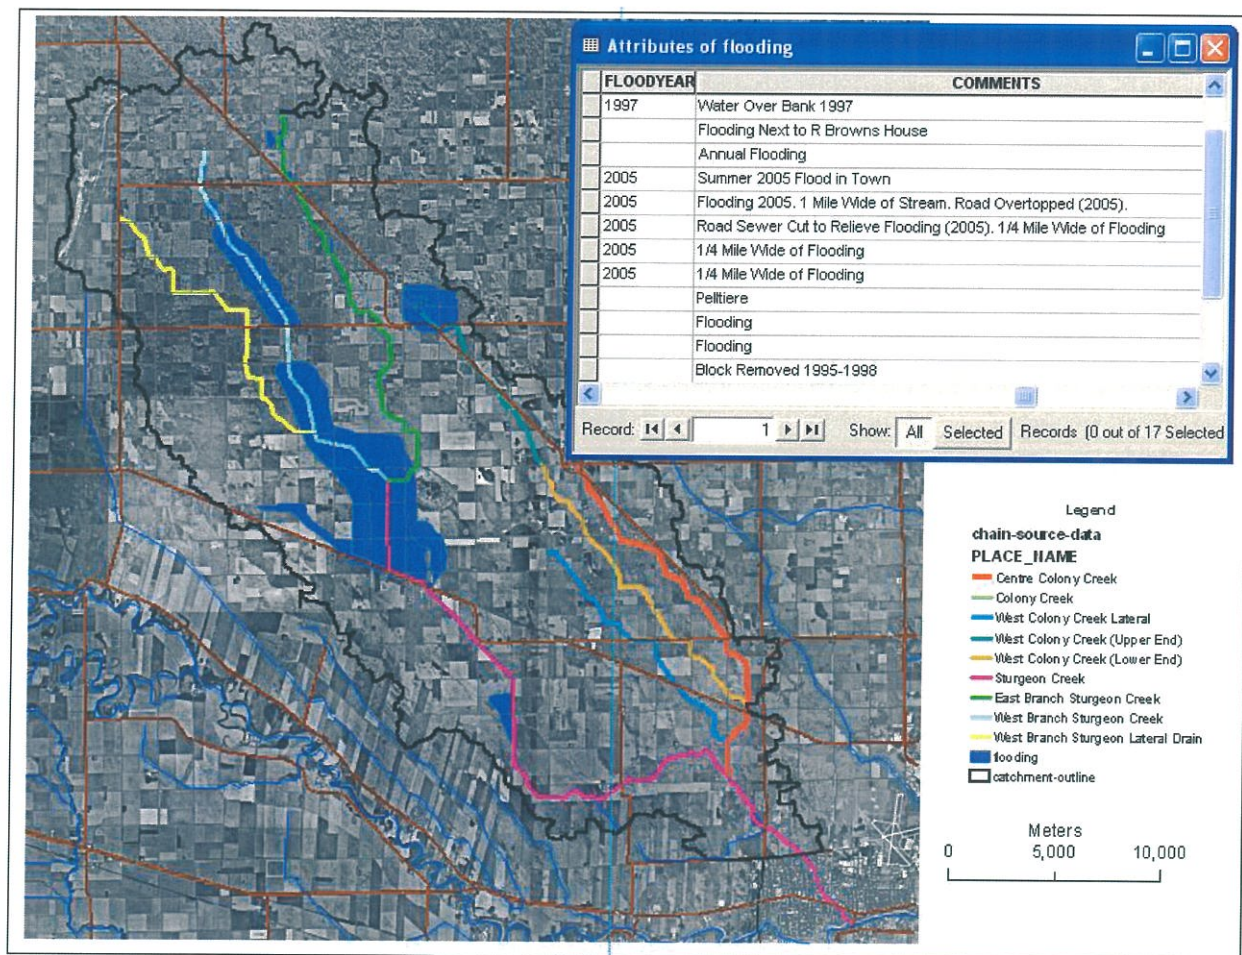 Attributes of flooding
FLOODYEAR COMMENTS
1997 Water Over Bank 1997
Flooding Next to R Browns House
Annual Flooding
2005 Summer 2005 Flood in Town
2005 Flooding 2005. 1 Mile Wide of Stream. Road Overtopped (2005).
2005 Road Sewer Cut to Relieve Flooding (2005). 1/4 Mile Wide of Flooding
2005 1/4 Mile Wide of Flooding
2005 1/4 Mile Wide of Flooding
Pelltiere
Flooding
Flooding
Block Removed 1995-1998
Record: 1 Show: All Selected Records (0 out of 17 Selected
Legend
chain-source-data
PLACE_NAME
Centre Colony Creek
Colony Creek
West Colony Creek Lateral
West Colony Creek (Upper End)
West Colony Creek (Lower End)
Sturgeon Creek
East Branch Sturgeon Creek
West Branch Sturgeon Creek
West Branch Sturgeon Lateral Drain
flooding
catchment-outline
Meters
0 5,000 10,000